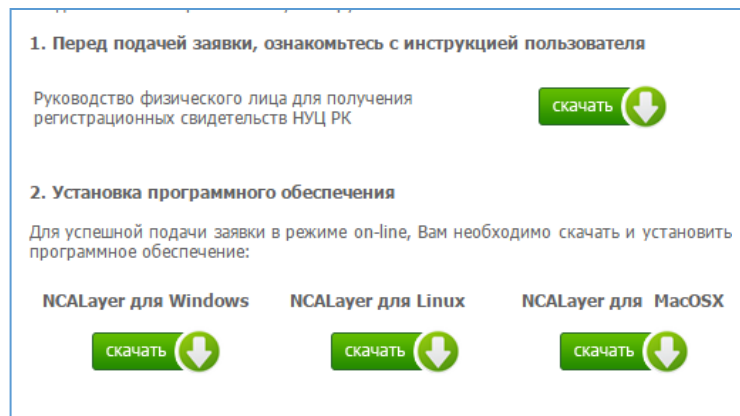 1. Перед подачей заявки, ознакомьтесь с инструкцией пользователя
Руководство физического лица для получения
регистрационных свидетельств НУЦ РК
скачать
2. Установка программного обеспечения
Для успешной подачи заявки в режиме on-line, Вам необходимо скачать и установить
программное обеспечение:
NCALayer для Windows NCALayer для Linux NCALayer для MacOSX
скачать скачать скачать